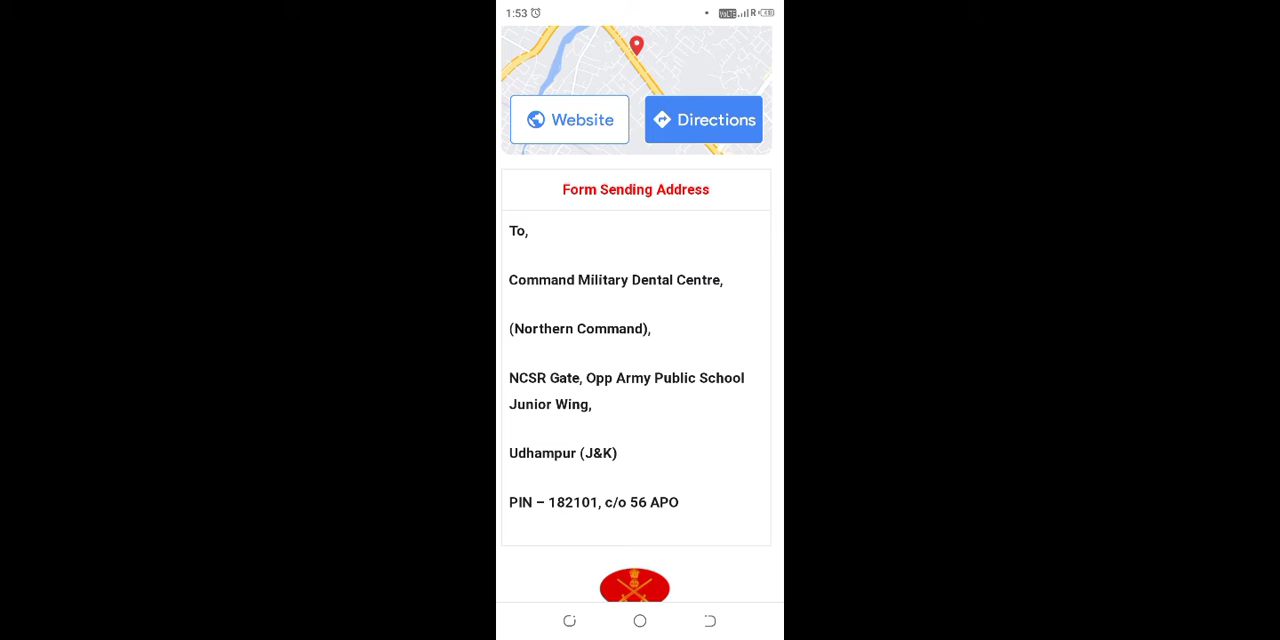 1:53
VoLTE R
Website
Directions
Form Sending Address
To,
Command Military Dental Centre,
(Northern Command),
NCSR Gate, Opp Army Public School
Junior Wing,
Udhampur (J&K)
PIN – 182101, c/o 56 APO